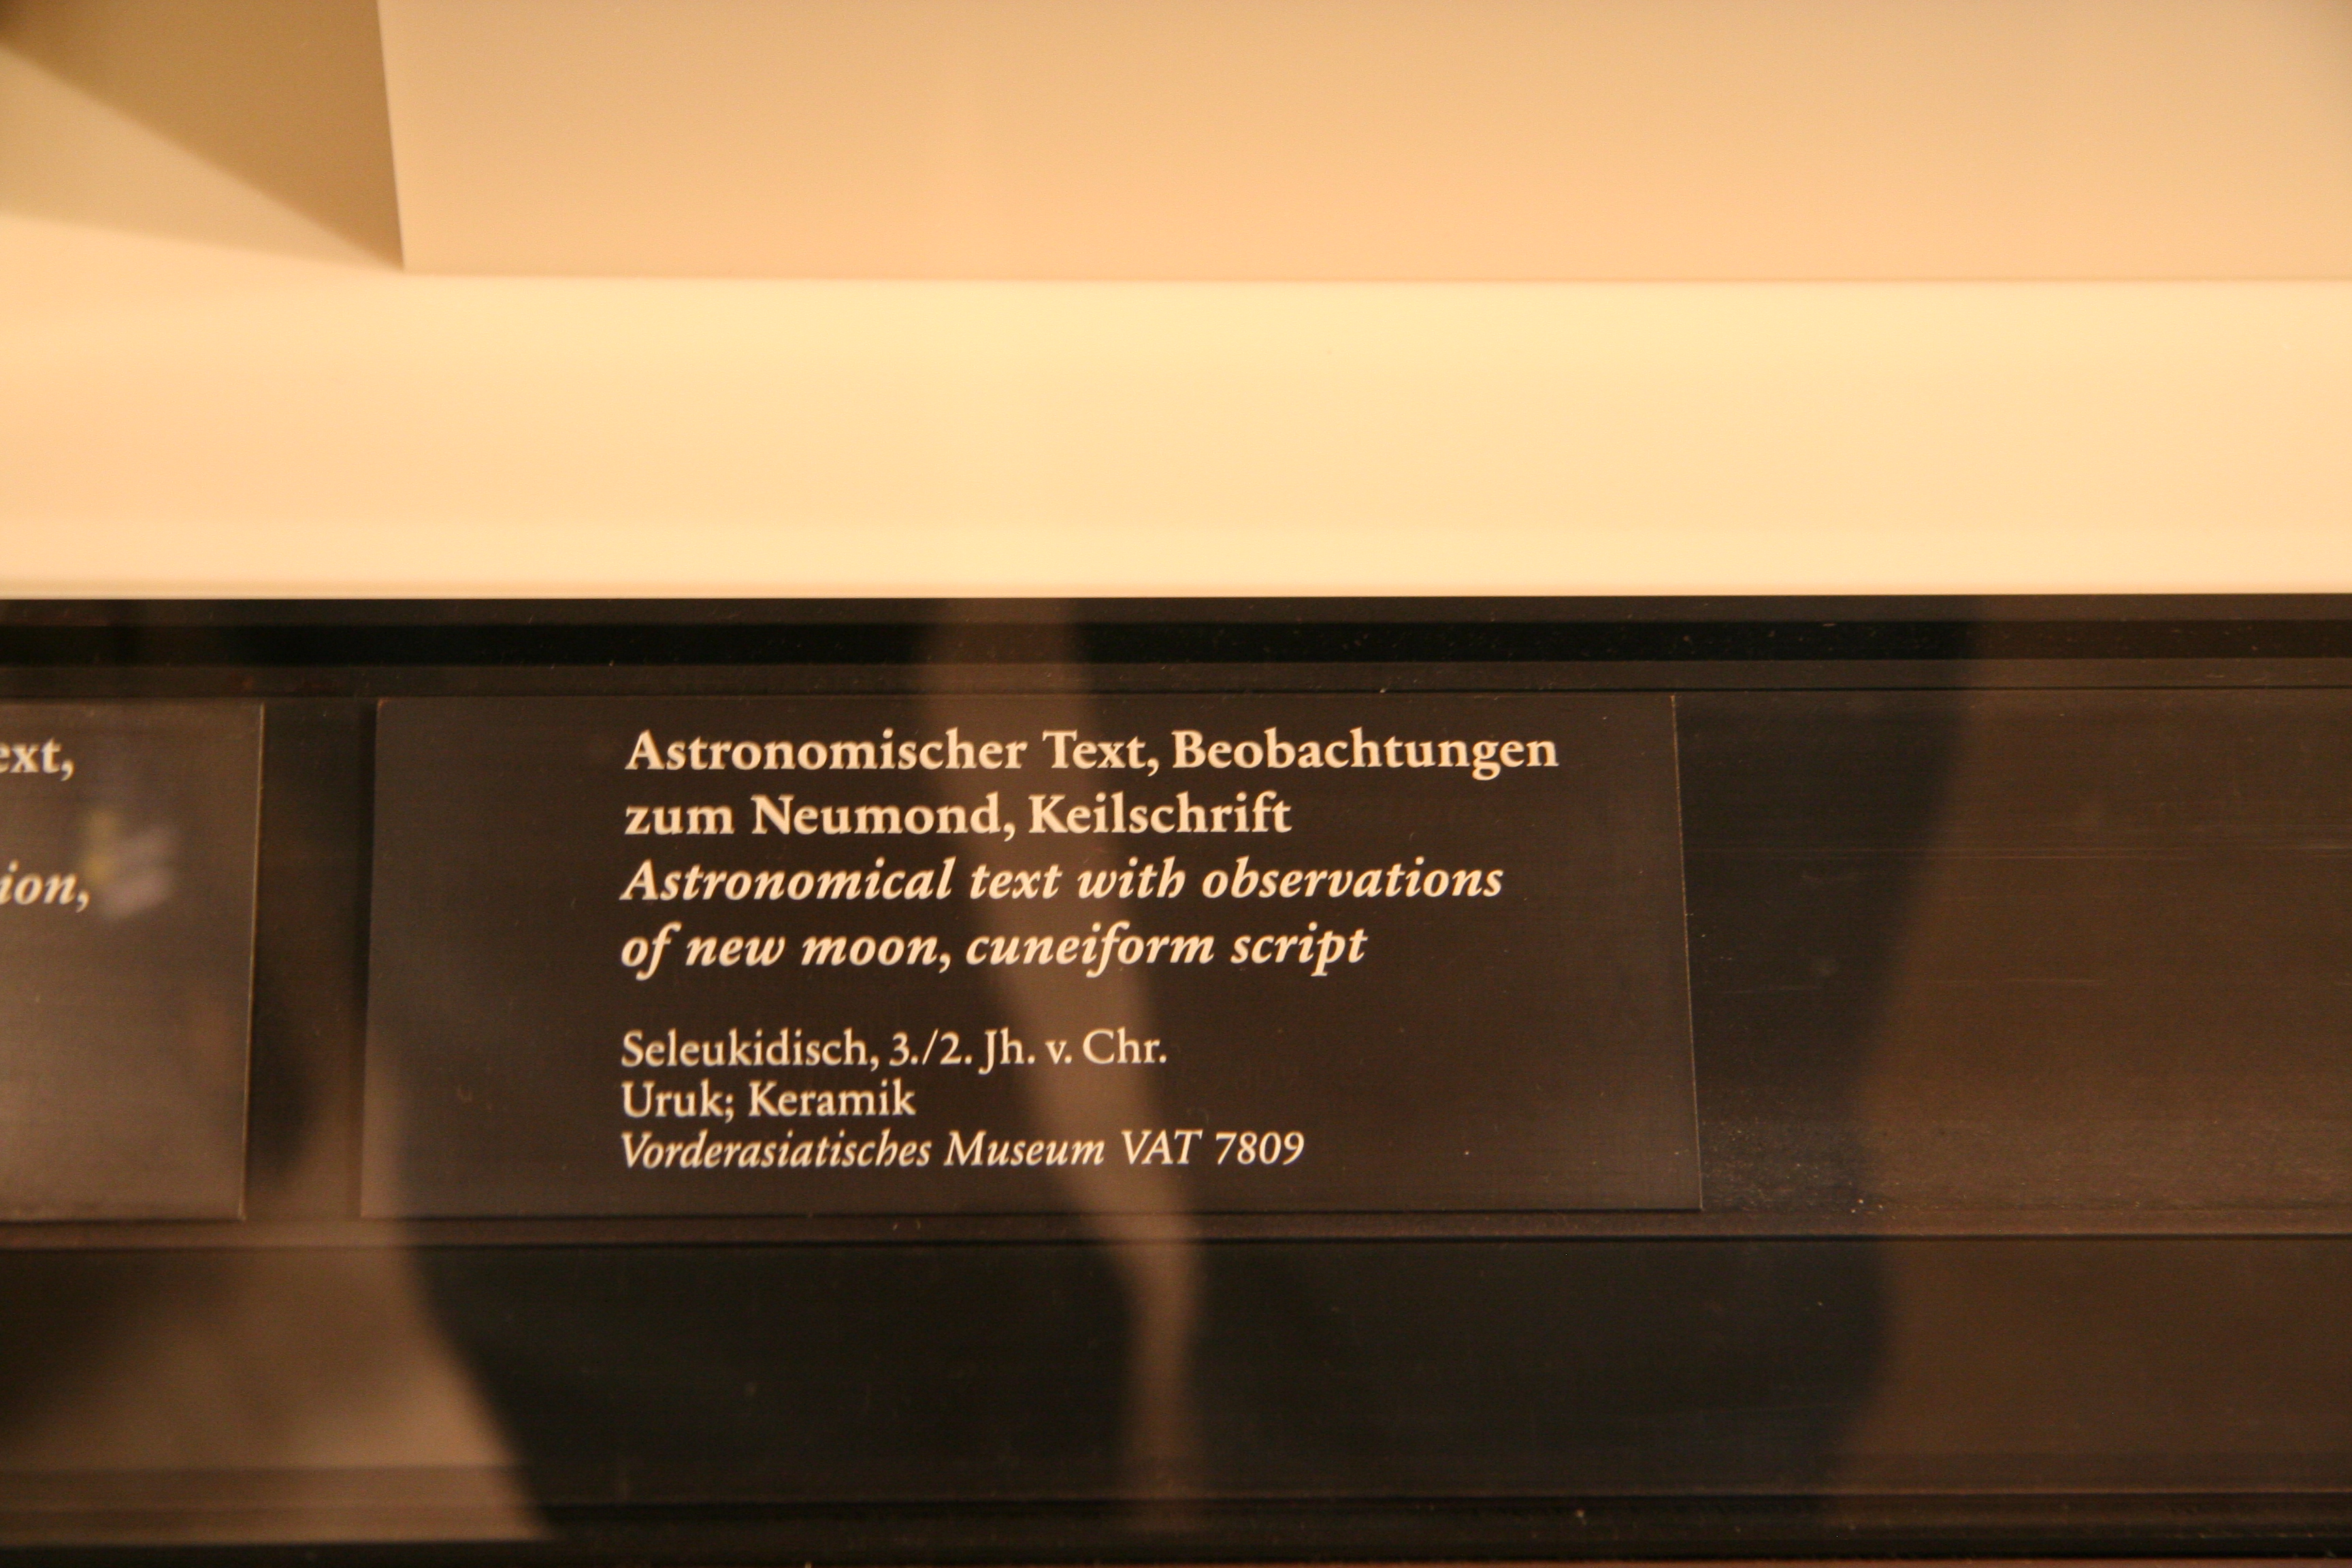 ext,
ion,
Astronomischer Text, Beobachtungen
zum Neumond, Keilschrift
Astronomical text with observations
of new moon, cuneiform script
Seleukidisch, 3./2. Jh. v. Chr.
Uruk; Keramik
Vorderasiatisches Museum VAT 7809